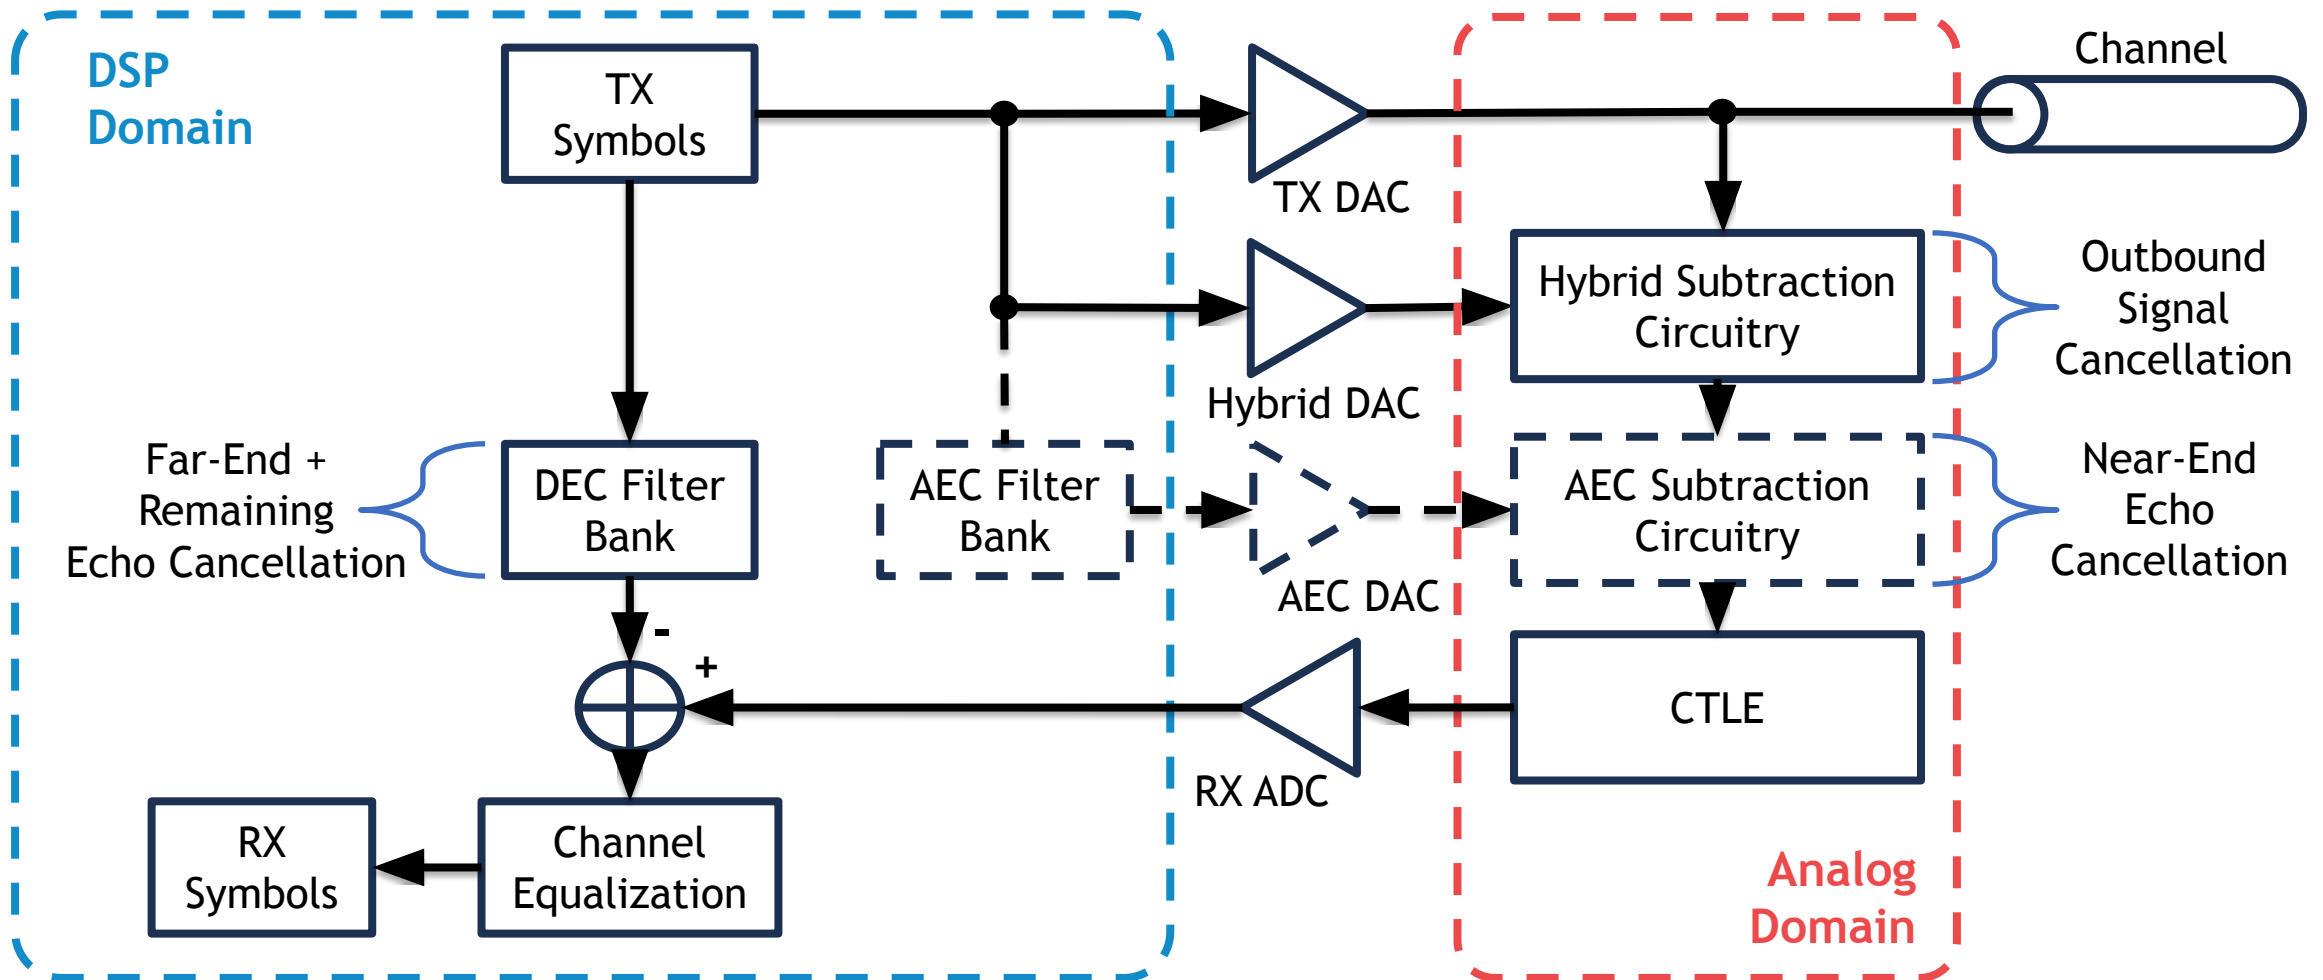 DSP
Domain
TX
Symbols
Channel
TX DAC
Hybrid Subtraction
Circuitry
Outbound
Signal
Cancellation
Hybrid DAC
Far-End +
Remaining
Echo Cancellation
DEC Filter
Bank
AEC Filter
Bank
AEC Subtraction
Circuitry
Near-End
Echo
Cancellation
AEC DAC
-
+
CTLE
RX ADC
RX
Symbols
Channel
Equalization
Analog
Domain